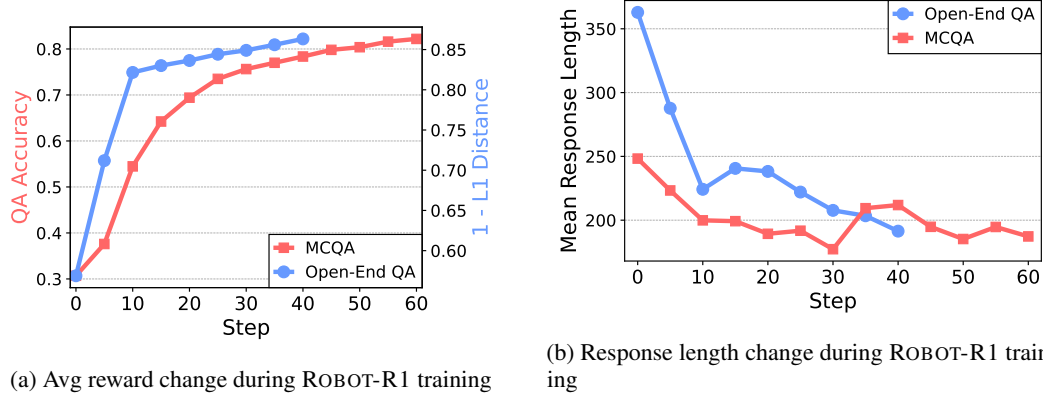 0.8
0.7
0.6
0.5
0.4
0.3
QA Accuracy
0.85
0.80
0.75
0.70
0.65
0.60
1 - L1 Distance
MCQA
Open-End QA
0 10 20 30 40 50 60
Step
(a) Avg reward change during ROBOT-R1 training
350
300
250
200
Mean Response Length
Open-End QA
MCQA
0 10 20 30 40 50 60
Step
(b) Response length change during ROBOT-R1 train-
ing